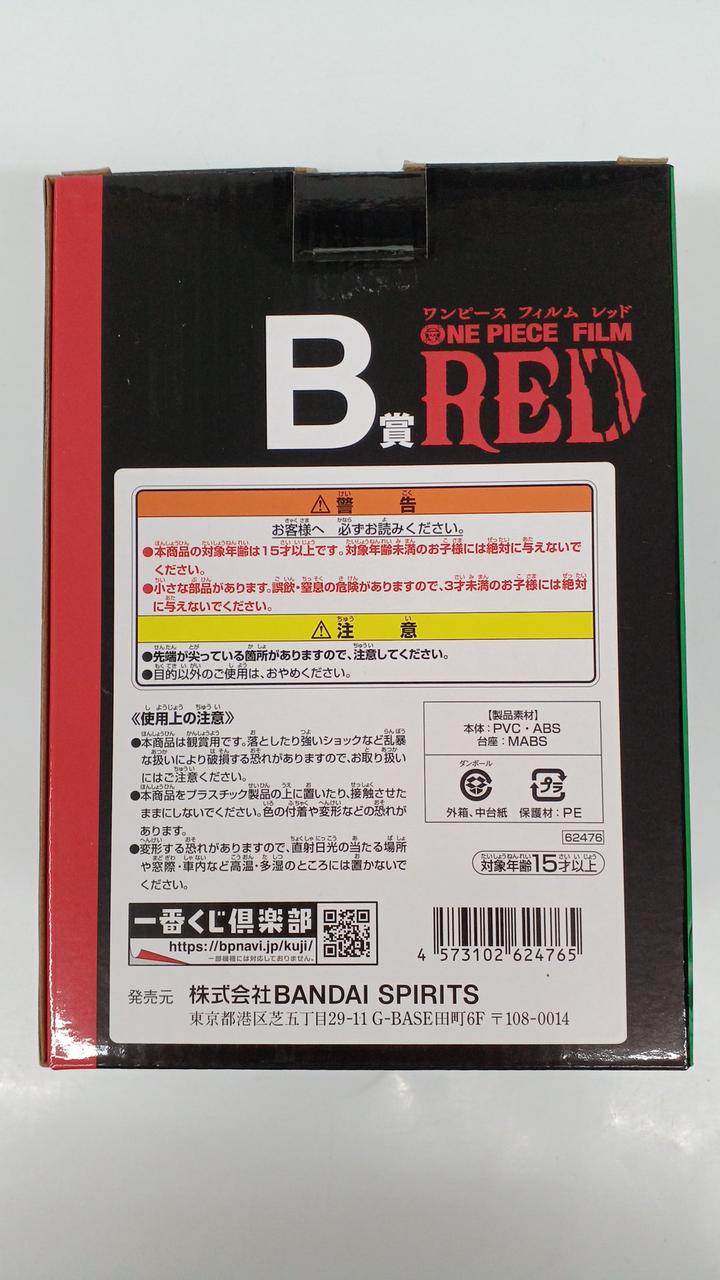 ワンピース フィルム レッド
ONE PIECE FILM
RED
B賞
⚠警告
お客様へ 必ずお読みください。
●本商品の対象年齢は15才以上です。対象年齢未満のお子様には絶対に与えないで
ください。
●小さな部品があります。誤飲・窒息の危険がありますので、3才未満のお子様には絶対
に与えないでください。
⚠注意
●先端が尖っている箇所がありますので、注意してください。
●目的以外のご使用は、おやめください。
《使用上の注意》
●本商品は観賞用です。落としたり強いショックなど乱暴
な扱いにより破損する恐れがありますので、お取り扱い
にはご注意ください。
●本商品をプラスチック製品の上に置いたり、接触させた
ままにしないでください。色の付着や変形などの恐れが
あります。
●変形する恐れがありますので、直射日光の当たる場所
や窓際・車内など高温・多湿のところには置かないで
ください。
【製品素材】
本体:PVC・ABS
台座:MABS
ダンボール
プラ
外箱、中台紙 保護材:PE
62476
対象年齢15才以上
一番くじ倶楽部
https://bpnavi.jp/kuji/
一部機種には対応しておりません。
4 573102 624765
発売元 株式会社BANDAI SPIRITS
東京都港区芝五丁目29-11 G-BASE田町6F 〒108-0014